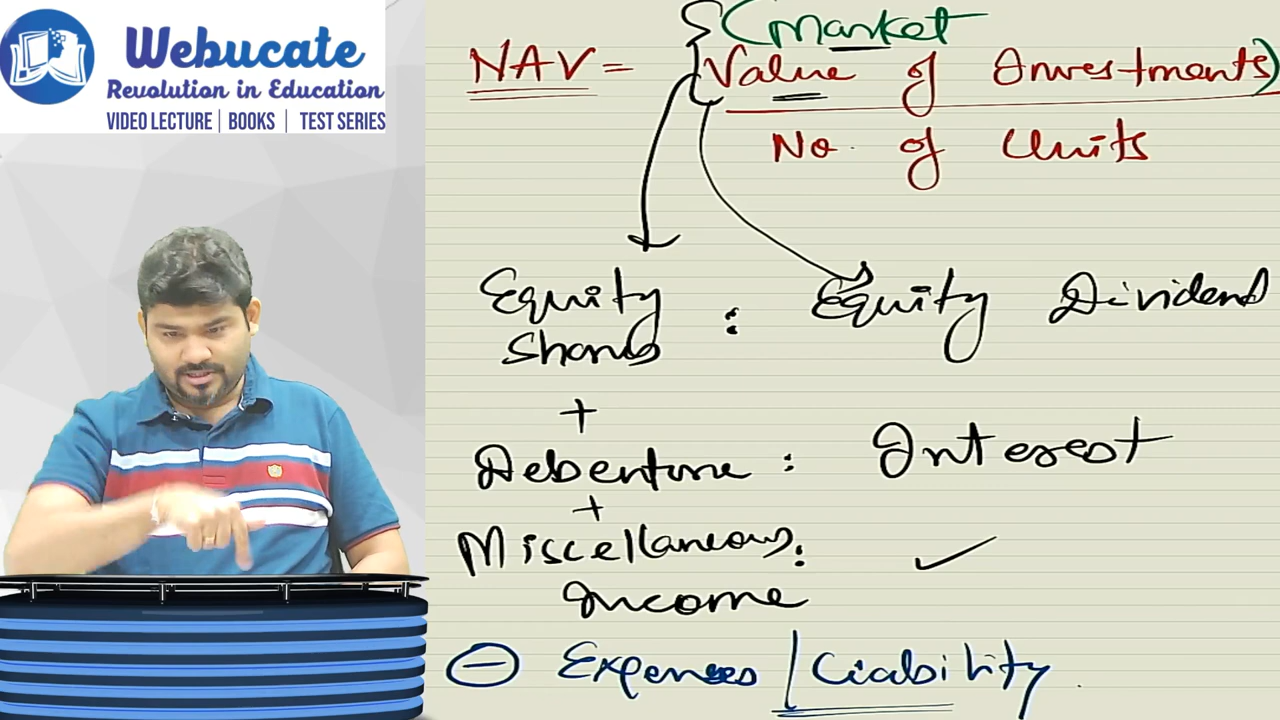 Webucate
Revolution in Education
VIDEO LECTURE | BOOKS | TEST SERIES
(Market
NAV = Value of Investments)
No. of Units
Equity Shares : Equity Dividend
+
Debenture : Interest
+
Miscellaneous Income : ✓
⊖ Expenses / Liability